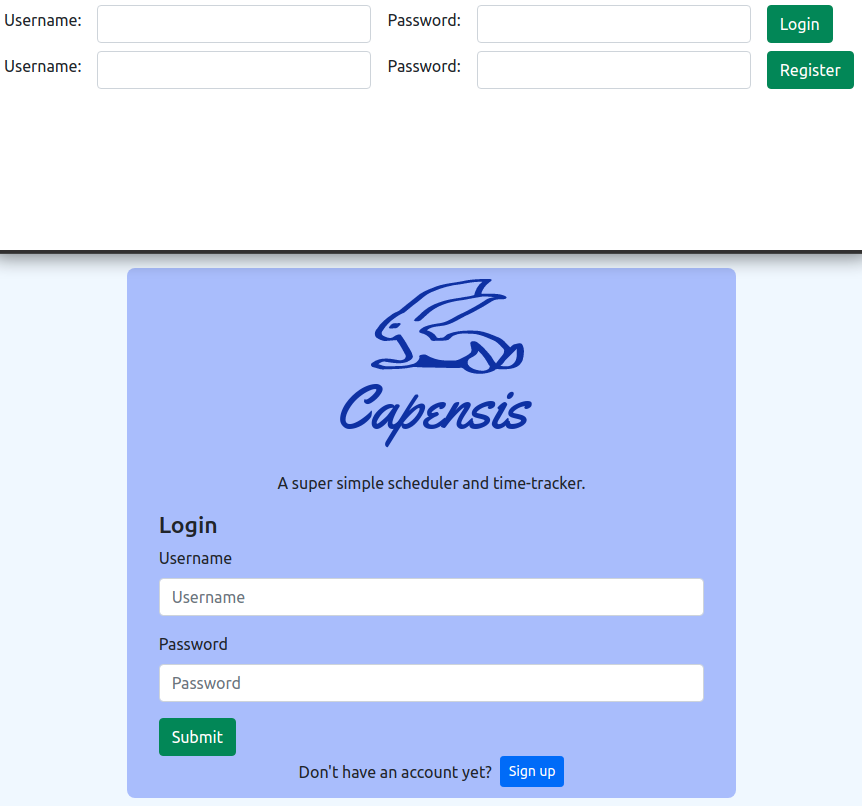 Username: Password: Login
Username: Password: Register
Capensis
A super simple scheduler and time-tracker.
Login
Username
Username
Password
Password
Submit
Don't have an account yet? Sign up